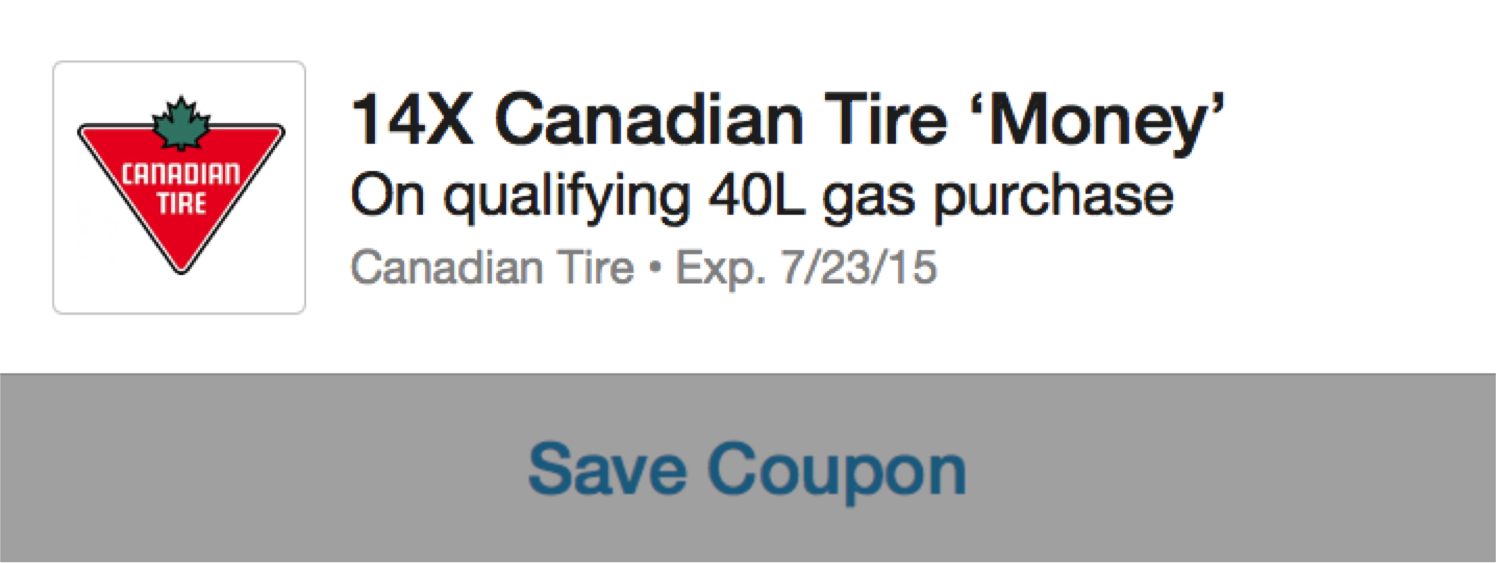 CANADIAN
TIRE
14X Canadian Tire ‘Money’
On qualifying 40L gas purchase
Canadian Tire • Exp. 7/23/15
Save Coupon